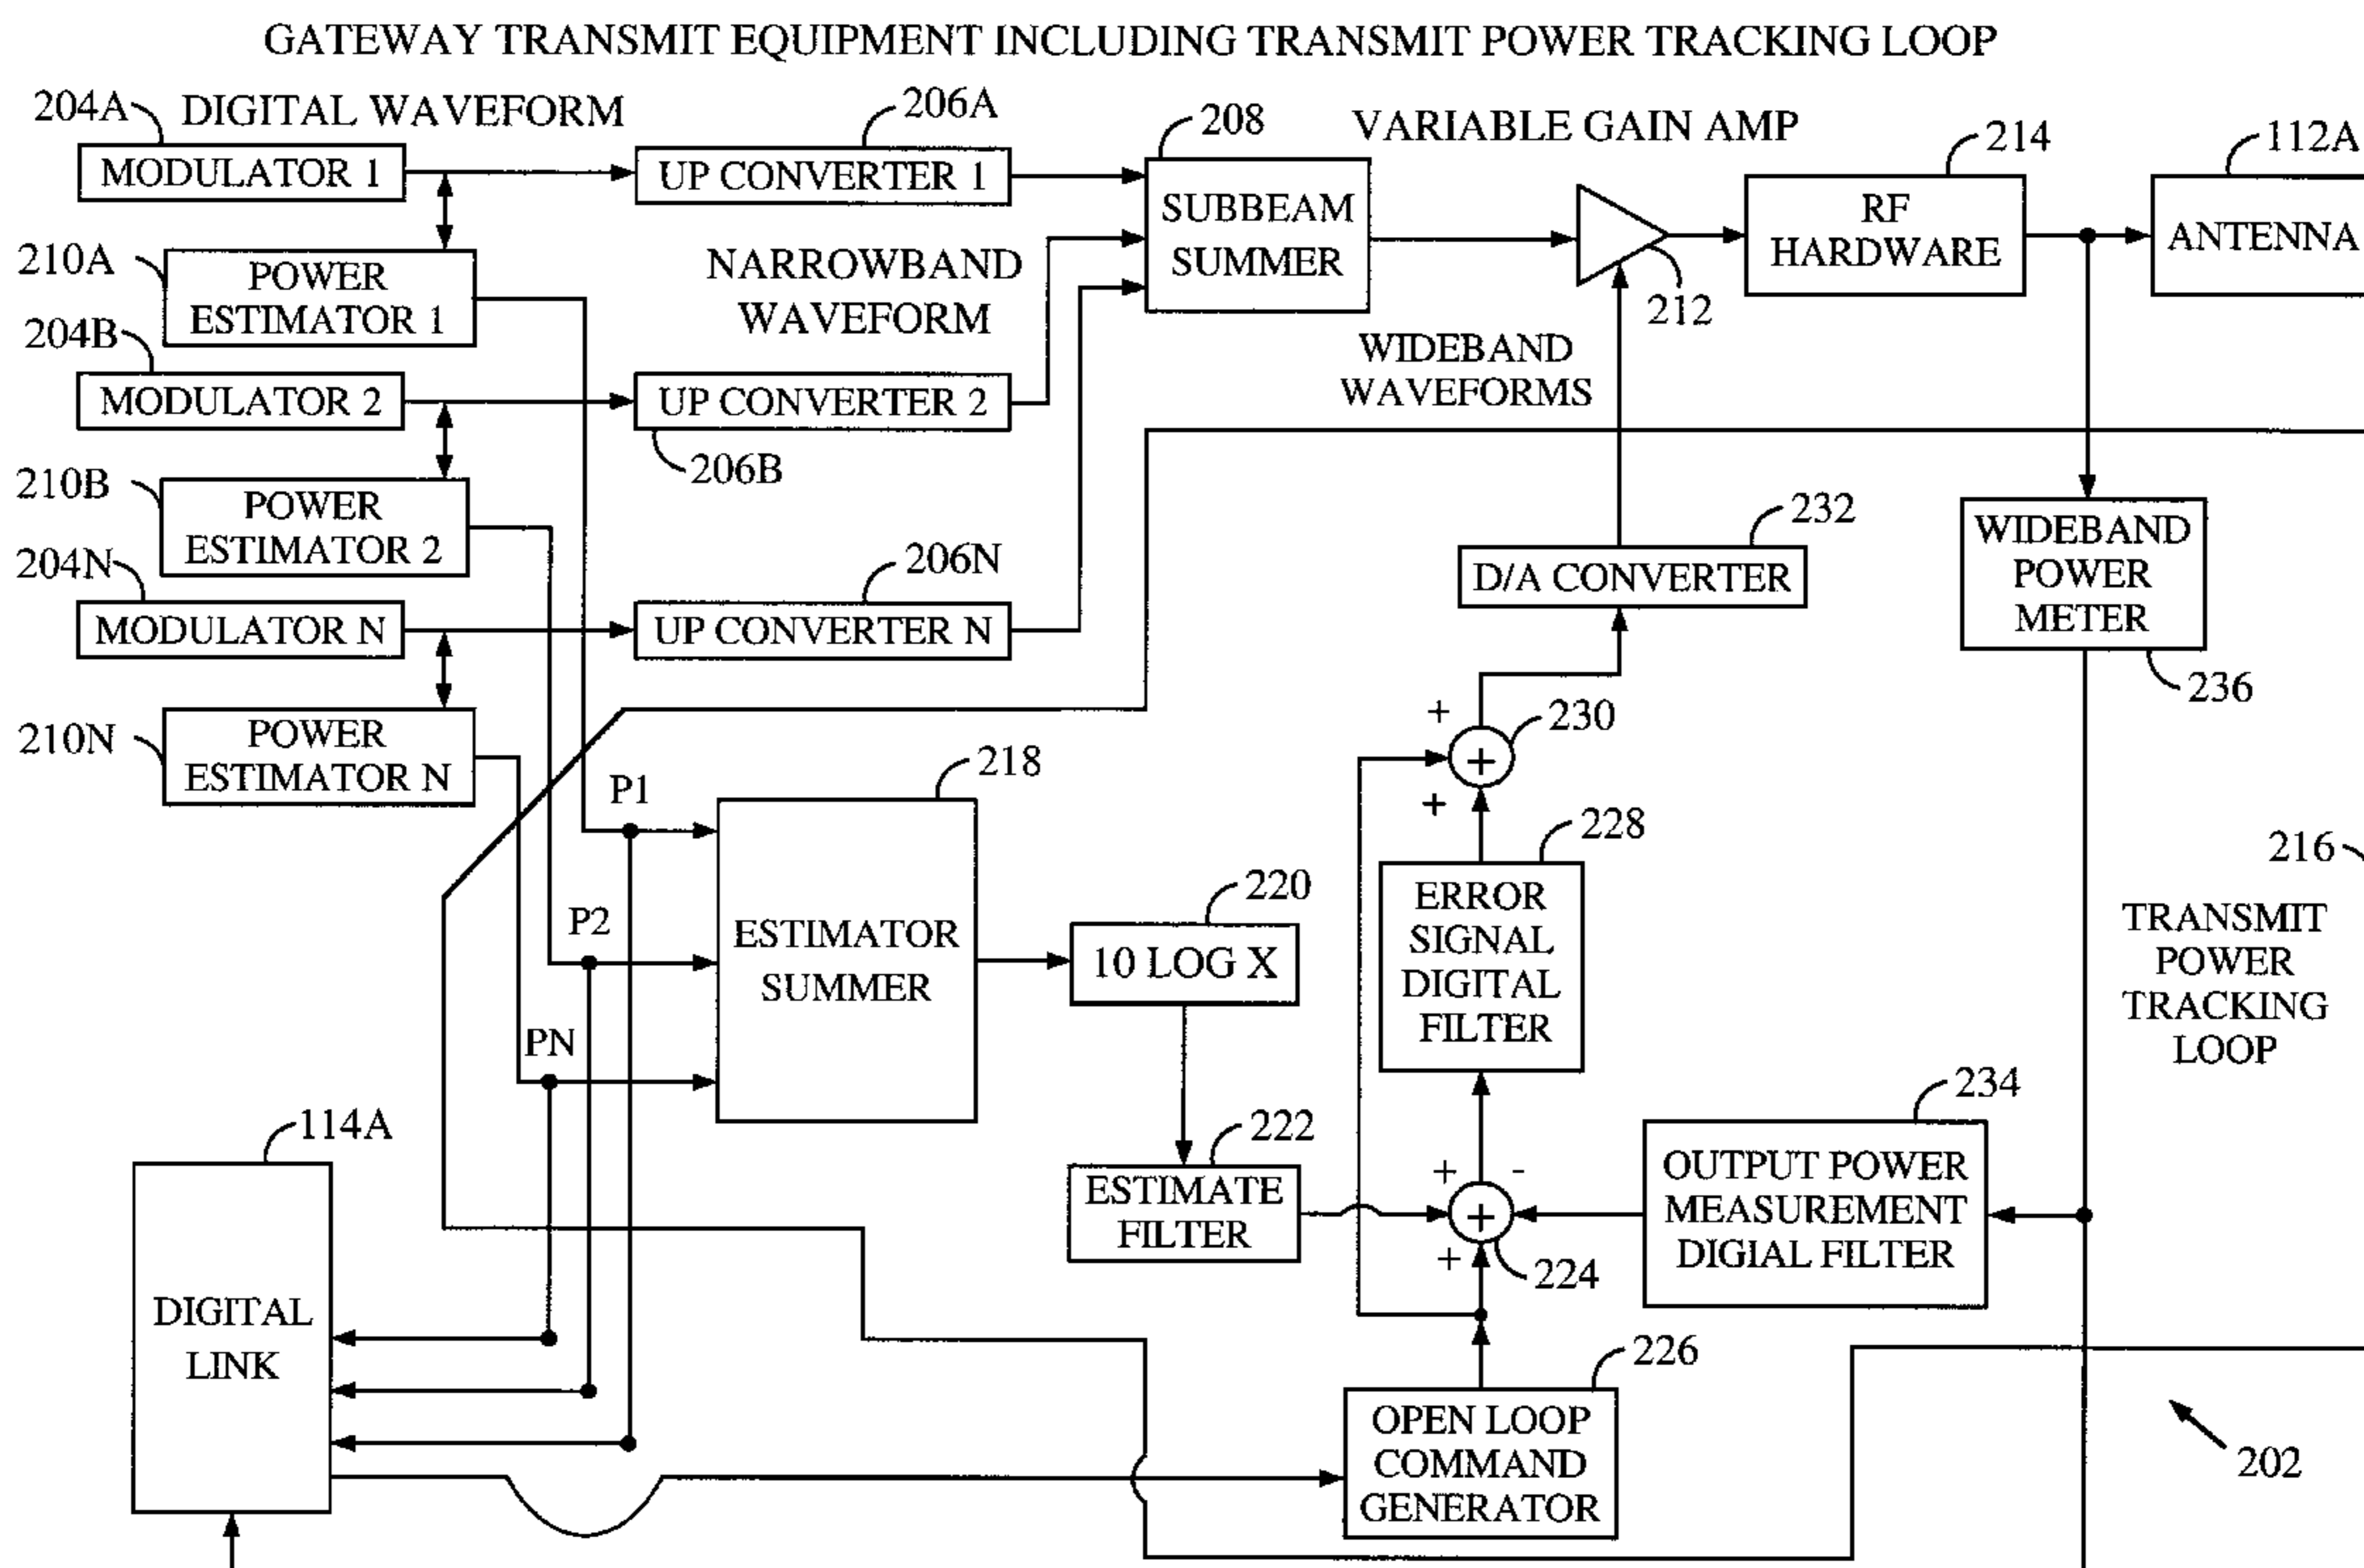 GATEWAY TRANSMIT EQUIPMENT INCLUDING TRANSMIT POWER TRACKING LOOP
204A
DIGITAL WAVEFORM
206A
208
VARIABLE GAIN AMP
214
112A
MODULATOR 1
UP CONVERTER 1
SUBBEAM
SUMMER
RF
HARDWARE
ANTENNA
212
210A
POWER
ESTIMATOR 1
NARROWBAND
WAVEFORM
WIDEBAND
WAVEFORMS
204B
MODULATOR 2
UP CONVERTER 2
206B
210B
POWER
ESTIMATOR 2
232
D/A CONVERTER
WIDEBAND
POWER
METER
236
204N
MODULATOR N
206N
UP CONVERTER N
210N
POWER
ESTIMATOR N
+
230
+
+
P1
218
228
216
P2
ESTIMATOR
SUMMER
220
10 LOG X
ERROR
SIGNAL
DIGITAL
FILTER
TRANSMIT
POWER
TRACKING
LOOP
PN
234
114A
222
ESTIMATE
FILTER
+
-
+
+
224
OUTPUT POWER
MEASUREMENT
DIGIAL FILTER
DIGITAL
LINK
226
OPEN LOOP
COMMAND
GENERATOR
202